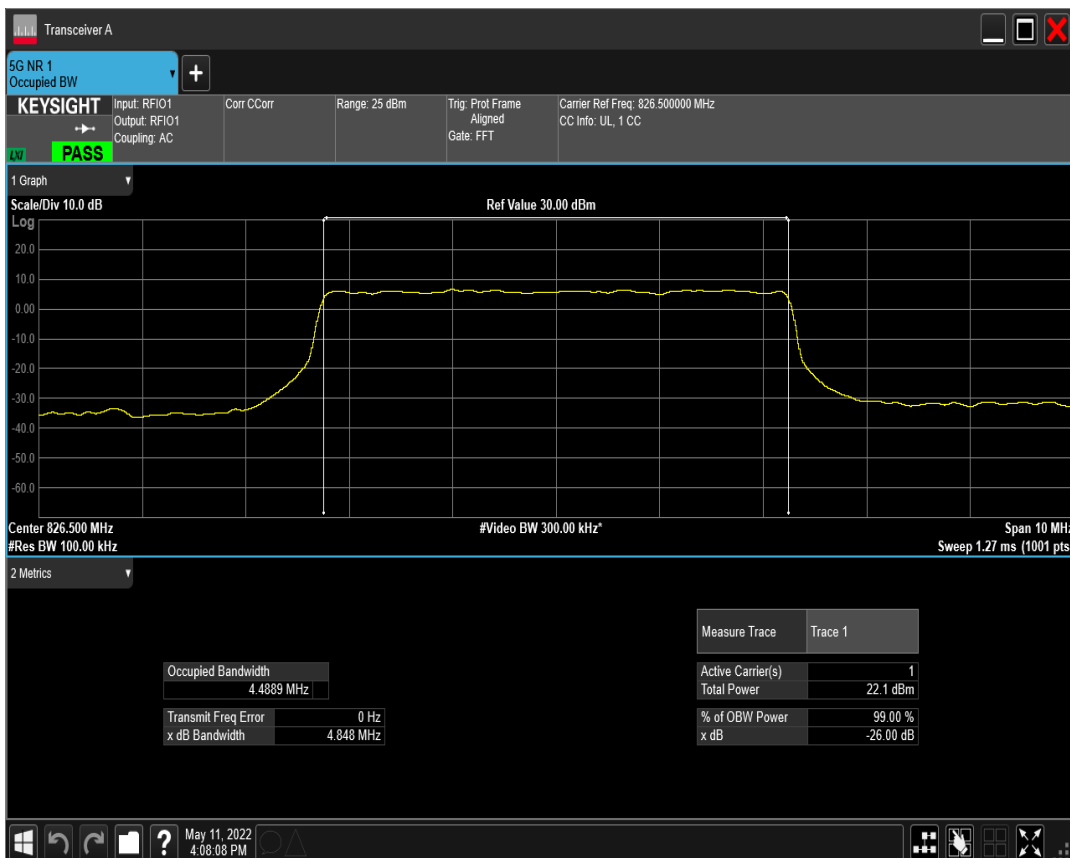 Transceiver A
5G NR 1
Occupied BW
+
KEYSIGHT
LXI
PASS
Input: RFIO1
Output: RFIO1
Coupling: AC
Corr CCorr
Range: 25 dBm
Trig: Prot Frame
Aligned
Gate: FFT
Carrier Ref Freq: 826.500000 MHz
CC Info: UL, 1 CC
1 Graph
Scale/Div 10.0 dB
Ref Value 30.00 dBm
Log
20.0
10.0
0.00
-10.0
-20.0
-30.0
-40.0
-50.0
-60.0
Center 826.500 MHz
#Video BW 300.00 kHz*
Span 10 MHz
#Res BW 100.00 kHz
Sweep 1.27 ms (1001 pts
2 Metrics
Measure Trace Trace 1
Occupied Bandwidth
4.4889 MHz
Active Carrier(s) 1
Total Power 22.1 dBm
Transmit Freq Error 0 Hz
x dB Bandwidth 4.848 MHz
% of OBW Power 99.00 %
x dB -26.00 dB
?
May 11, 2022
4:08:08 PM